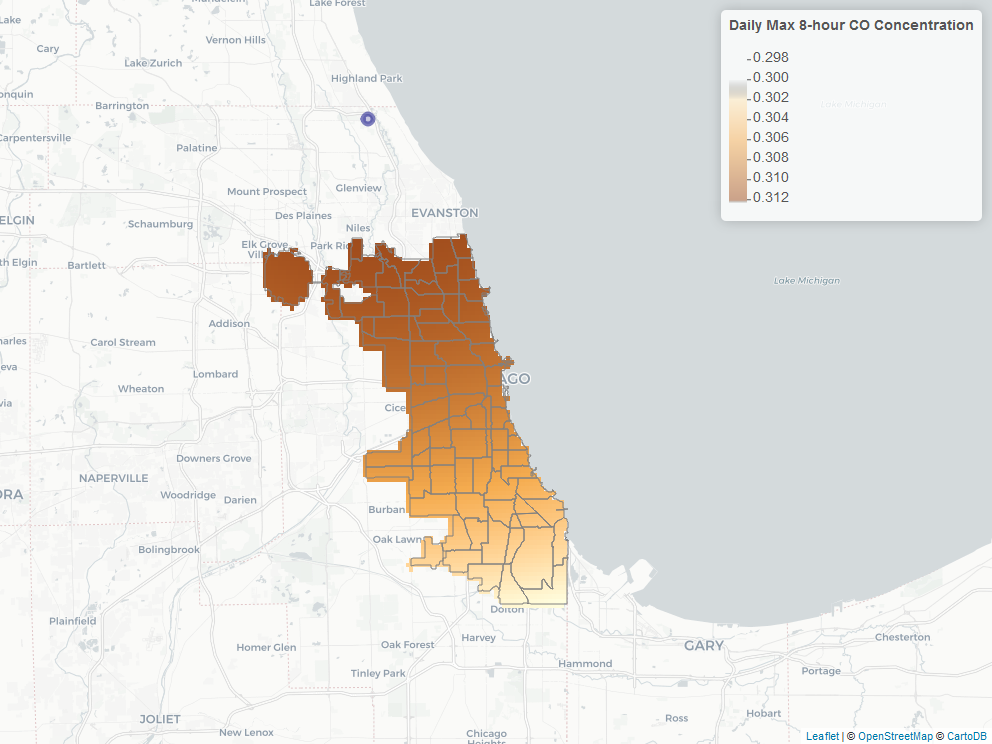 Lake Forest
Lake
Vernon Hills
Cary
Lake Zurich
Highland Park
onquin
Barrington
Carpentersville
Palatine
Mount Prospect
Glenview
Des Plaines
EVANSTON
ELGIN
Schaumburg
Niles
Elk Grove
Villa
Park Ric
th Elgin
Bartlett
Addison
harles
Carol Stream
eva
Lombard
Wheaton
AGO
via
Cice
Downers Grove
NAPERVILLE
ORA
Woodridge
Darien
Burban
Oak Lawn
Bolingbrook
Dolton
Plainfield
Harvey
Homer Glen
Oak Forest
GARY
Chesterton
Hammond
Tinley Park
Portage
JOLIET
Ross
Hobart
New Lenox
Chicago
Heights
Lake Michigan
Daily Max 8-hour CO Concentration
0.298
0.300
0.302
Lake Michigan
0.304
0.306
0.308
0.310
0.312
Leaflet | © OpenStreetMap © CartoDB